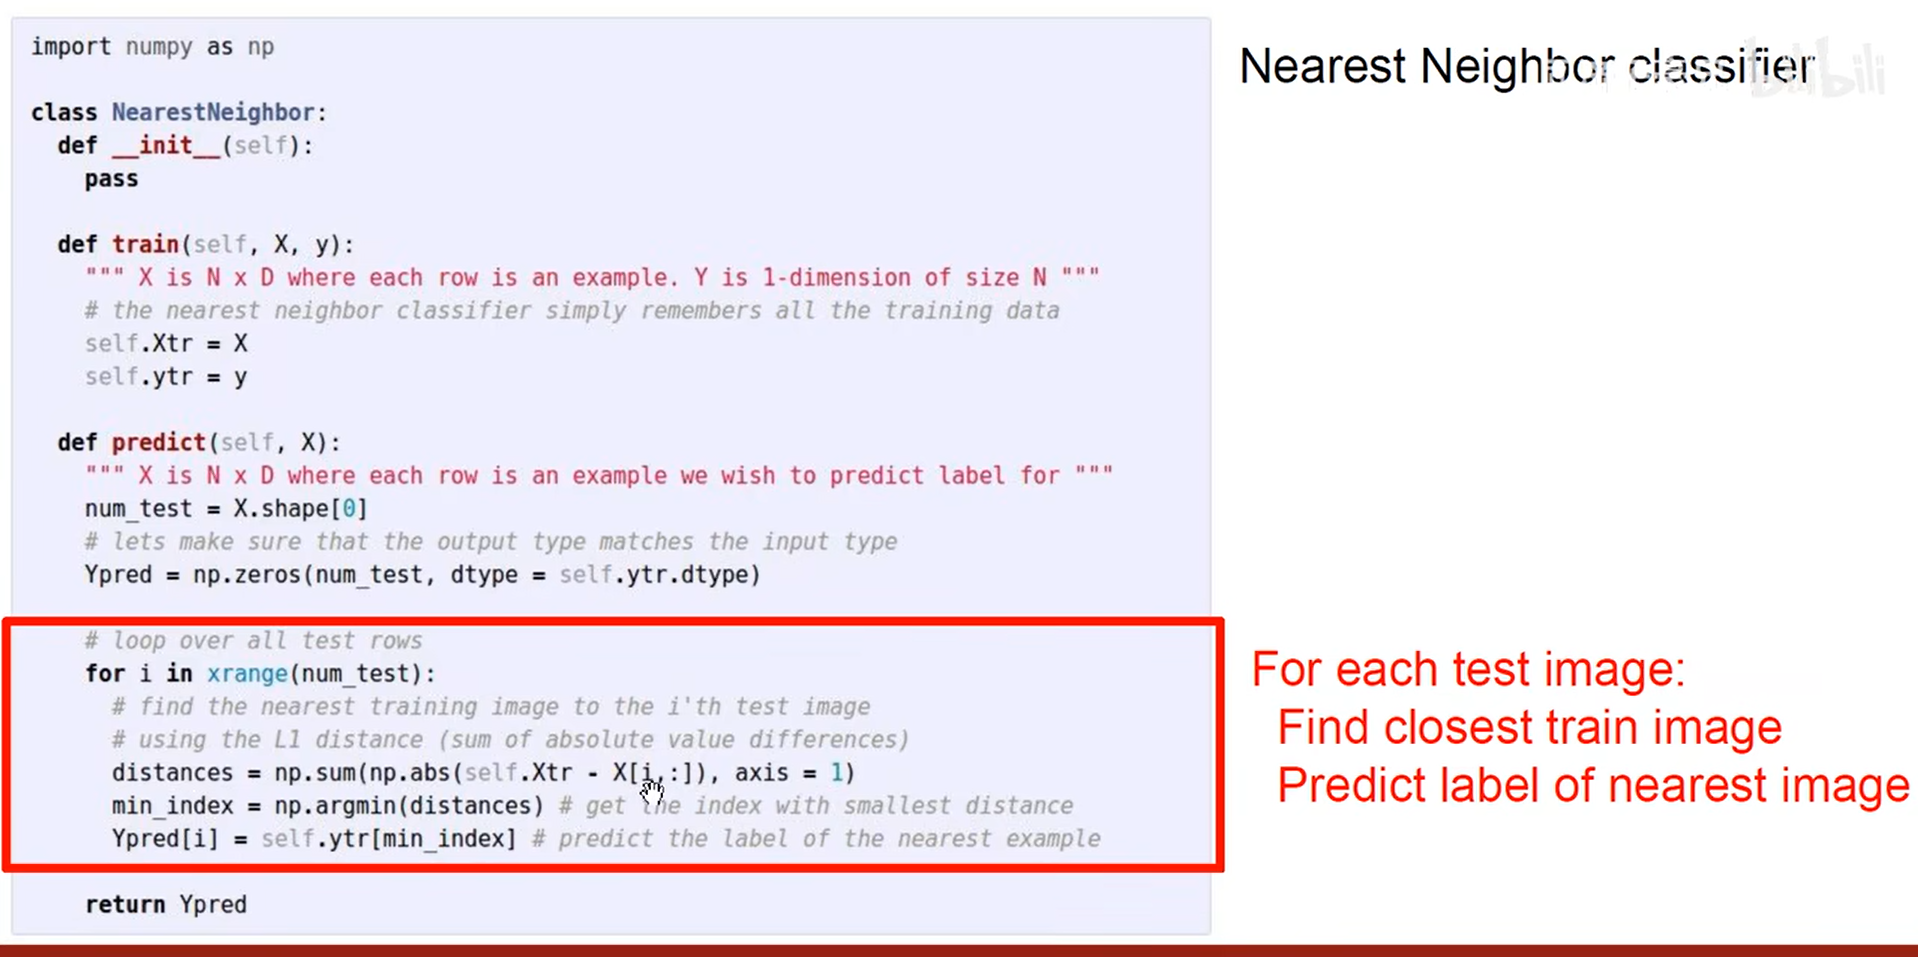 import numpy as np
class NearestNeighbor:
def __init__(self):
pass
def train(self, X, y):
""" X is N x D where each row is an example. Y is 1-dimension of size N """
# the nearest neighbor classifier simply remembers all the training data
self.Xtr = X
self.ytr = y
def predict(self, X):
""" X is N x D where each row is an example we wish to predict label for """
num_test = X.shape[0]
# lets make sure that the output type matches the input type
Ypred = np.zeros(num_test, dtype = self.ytr.dtype)
# loop over all test rows
for i in xrange(num_test):
# find the nearest training image to the i'th test image
# using the L1 distance (sum of absolute value differences)
distances = np.sum(np.abs(self.Xtr - X[i,:]), axis = 1)
min_index = np.argmin(distances) # get the index with smallest distance
Ypred[i] = self.ytr[min_index] # predict the label of the nearest example
return Ypred
Nearest Neighbor classifier
bilibili
For each test image:
Find closest train image
Predict label of nearest image